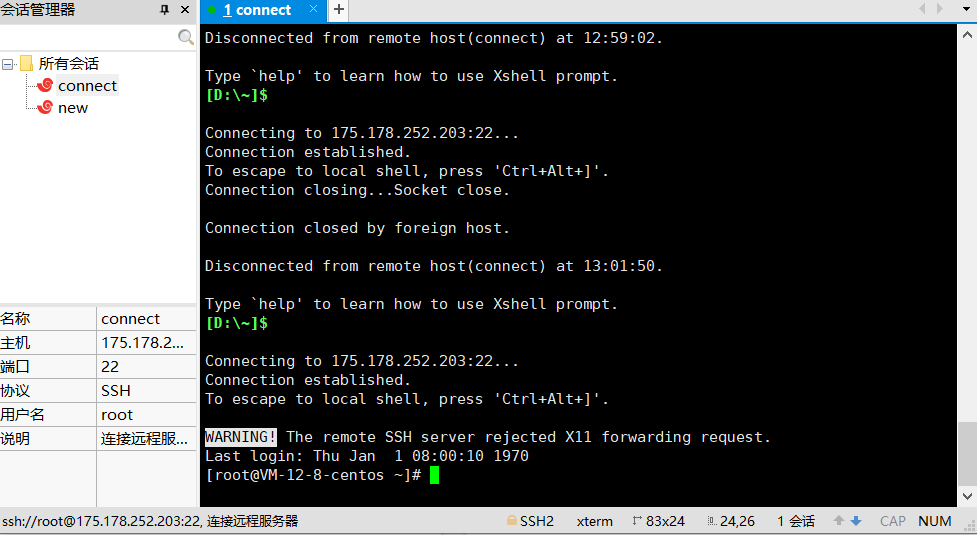 会话管理器
1 connect
+
所有会话
connect
new
名称 connect
主机 175.178.2...
端口 22
协议 SSH
用户名 root
说明 连接远程服...
Disconnected from remote host(connect) at 12:59:02.
Type `help' to learn how to use Xshell prompt.
[D:\~]$
Connecting to 175.178.252.203:22...
Connection established.
To escape to local shell, press 'Ctrl+Alt+]'.
Connection closing...Socket close.
Connection closed by foreign host.
Disconnected from remote host(connect) at 13:01:50.
Type `help' to learn how to use Xshell prompt.
[D:\~]$
Connecting to 175.178.252.203:22...
Connection established.
To escape to local shell, press 'Ctrl+Alt+]'.
WARNING! The remote SSH server rejected X11 forwarding request.
Last login: Thu Jan  1 08:00:10 1970
[root@VM-12-8-centos ~]#
ssh://root@175.178.252.203:22, 连接远程服务器 SSH2 xterm 83x24 24,26 1 会话 CAP NUM